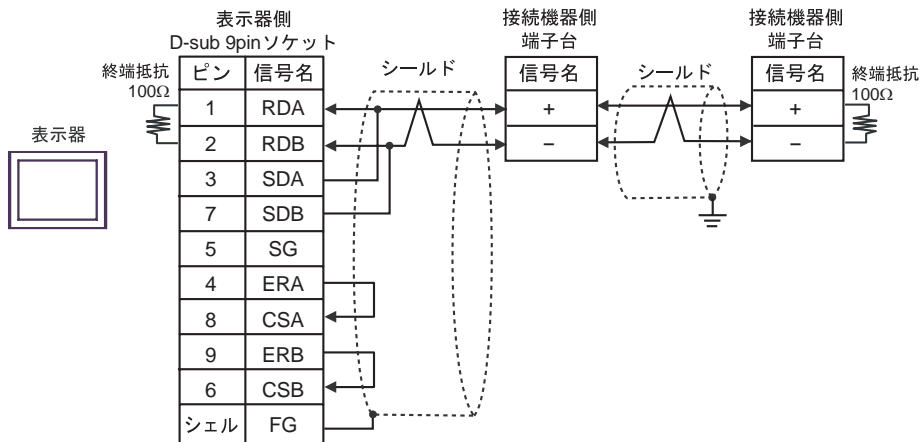 表示器側
D-sub 9pinソケット
終端抵抗
100Ω
表示器
ピン 信号名
1 RDA
2 RDB
3 SDA
7 SDB
5 SG
4 ERA
8 CSA
9 ERB
6 CSB
シェル FG
シールド
接続機器側
端子台
信号名
+
−
シールド
接続機器側
端子台
信号名
+
−
終端抵抗
100Ω